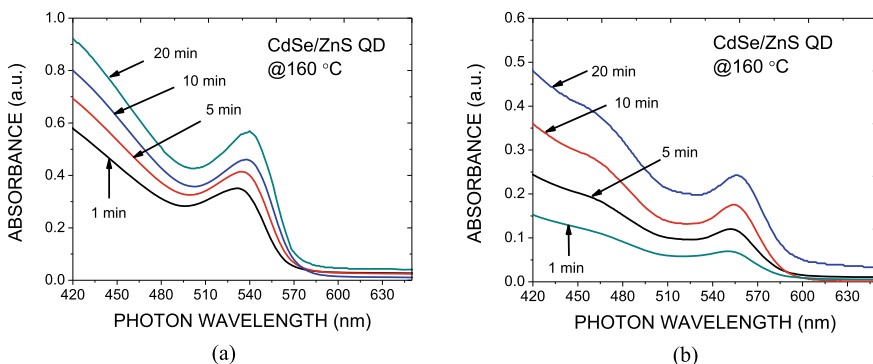 1.0
0.8
0.6
0.4
0.2
0.0
ABSORBANCE (a.u.)
CdSe/ZnS QD
@160 °C
20 min
10 min
5 min
1 min
420 450 480 510 540 570 600 630
PHOTON WAVELENGTH (nm)
(a)
0.6
0.5
0.4
0.3
0.2
0.1
0.0
ABSORBANCE (a.u.)
CdSe/ZnS QD
@160 °C
20 min
10 min
5 min
1 min
420 450 480 510 540 570 600 630
PHOTON WAVELENGTH (nm)
(b)